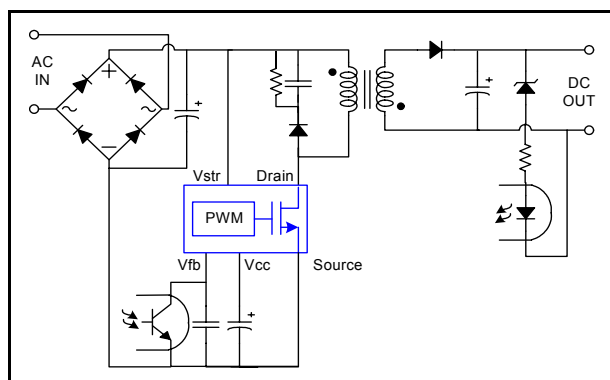 AC
IN
+
~
~
−
+
+
DC
OUT
Vstr
Drain
PWM
Vfb
Vcc
Source
+